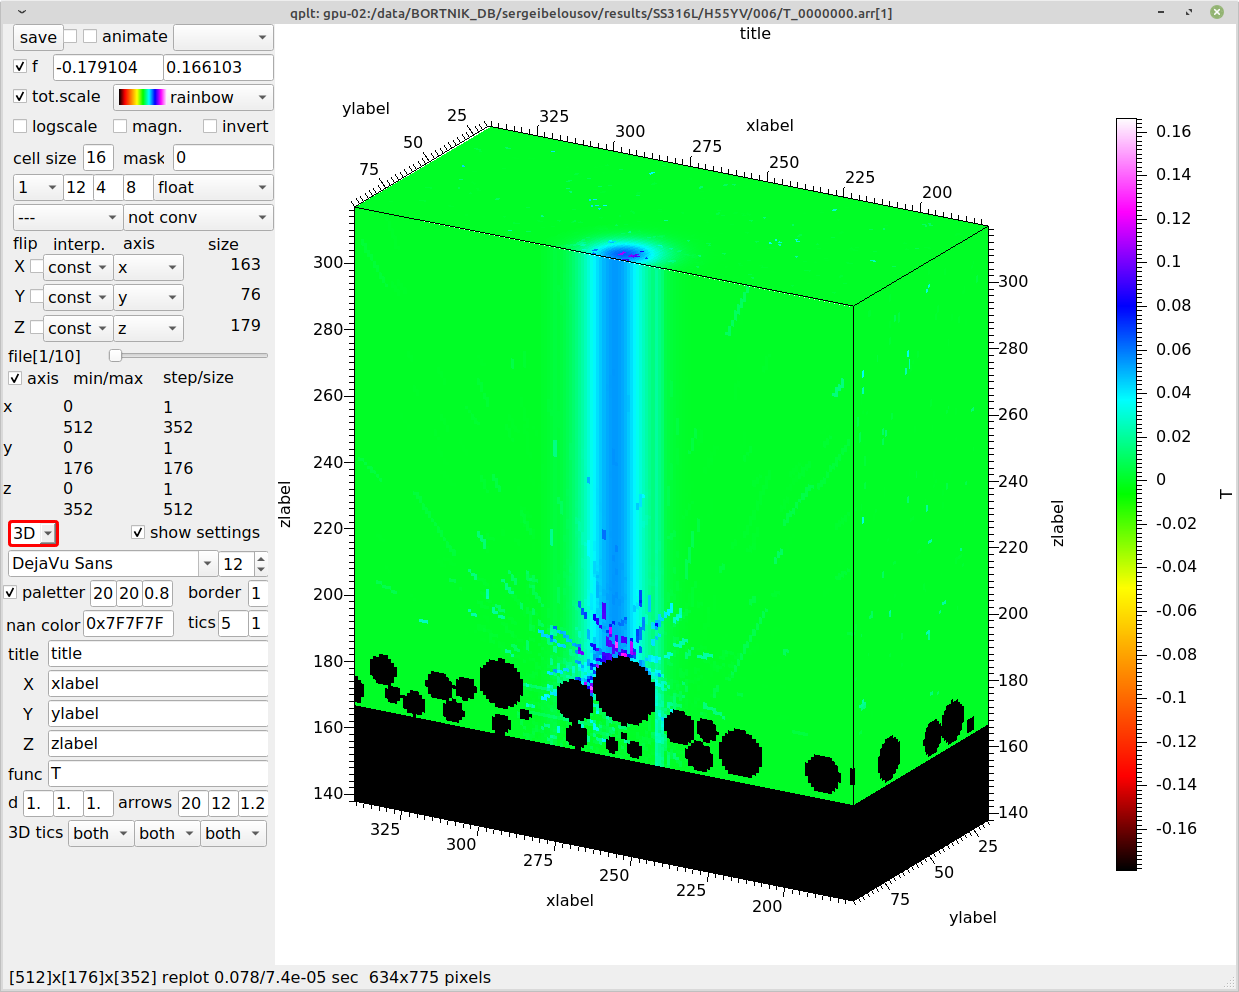 qplt: gpu-02:/data/BORTNIK_DB/sergeibelousov/results/SS316L/H55YV/006/T_0000000.arr[1]
save animate
f -0.179104 0.166103
tot.scale rainbow
logscale magn. invert
cell size 16 mask 0
1 12 4 8 float
--- not conv
flip interp. axis size
X const x 163
Y const y 76
Z const z 179
file[1/10]
axis min/max step/size
x 0 1
512 352
y 0 1
176 176
z 0 1
352 512
3D show settings
DejaVu Sans 12
paletter 20 20 0.8 border 1
nan color 0x7F7F7F tics 5 1
title title
X xlabel
Y ylabel
Z zlabel
func T
d 1. 1. 1. arrows 20 12 1.2
3D tics both both both
title
ylabel
25
50
75
xlabel
325
300
275
250
225
200
zlabel
300
280
260
240
220
200
180
160
140
zlabel
300
280
260
240
220
200
180
160
140
325
300
275
250
225
200
xlabel
25
50
75
ylabel
0.16
0.14
0.12
0.1
0.08
0.06
0.04
0.02
0
-0.02
-0.04
-0.06
-0.08
-0.1
-0.12
-0.14
-0.16
T
[512]x[176]x[352] replot 0.078/7.4e-05 sec 634x775 pixels